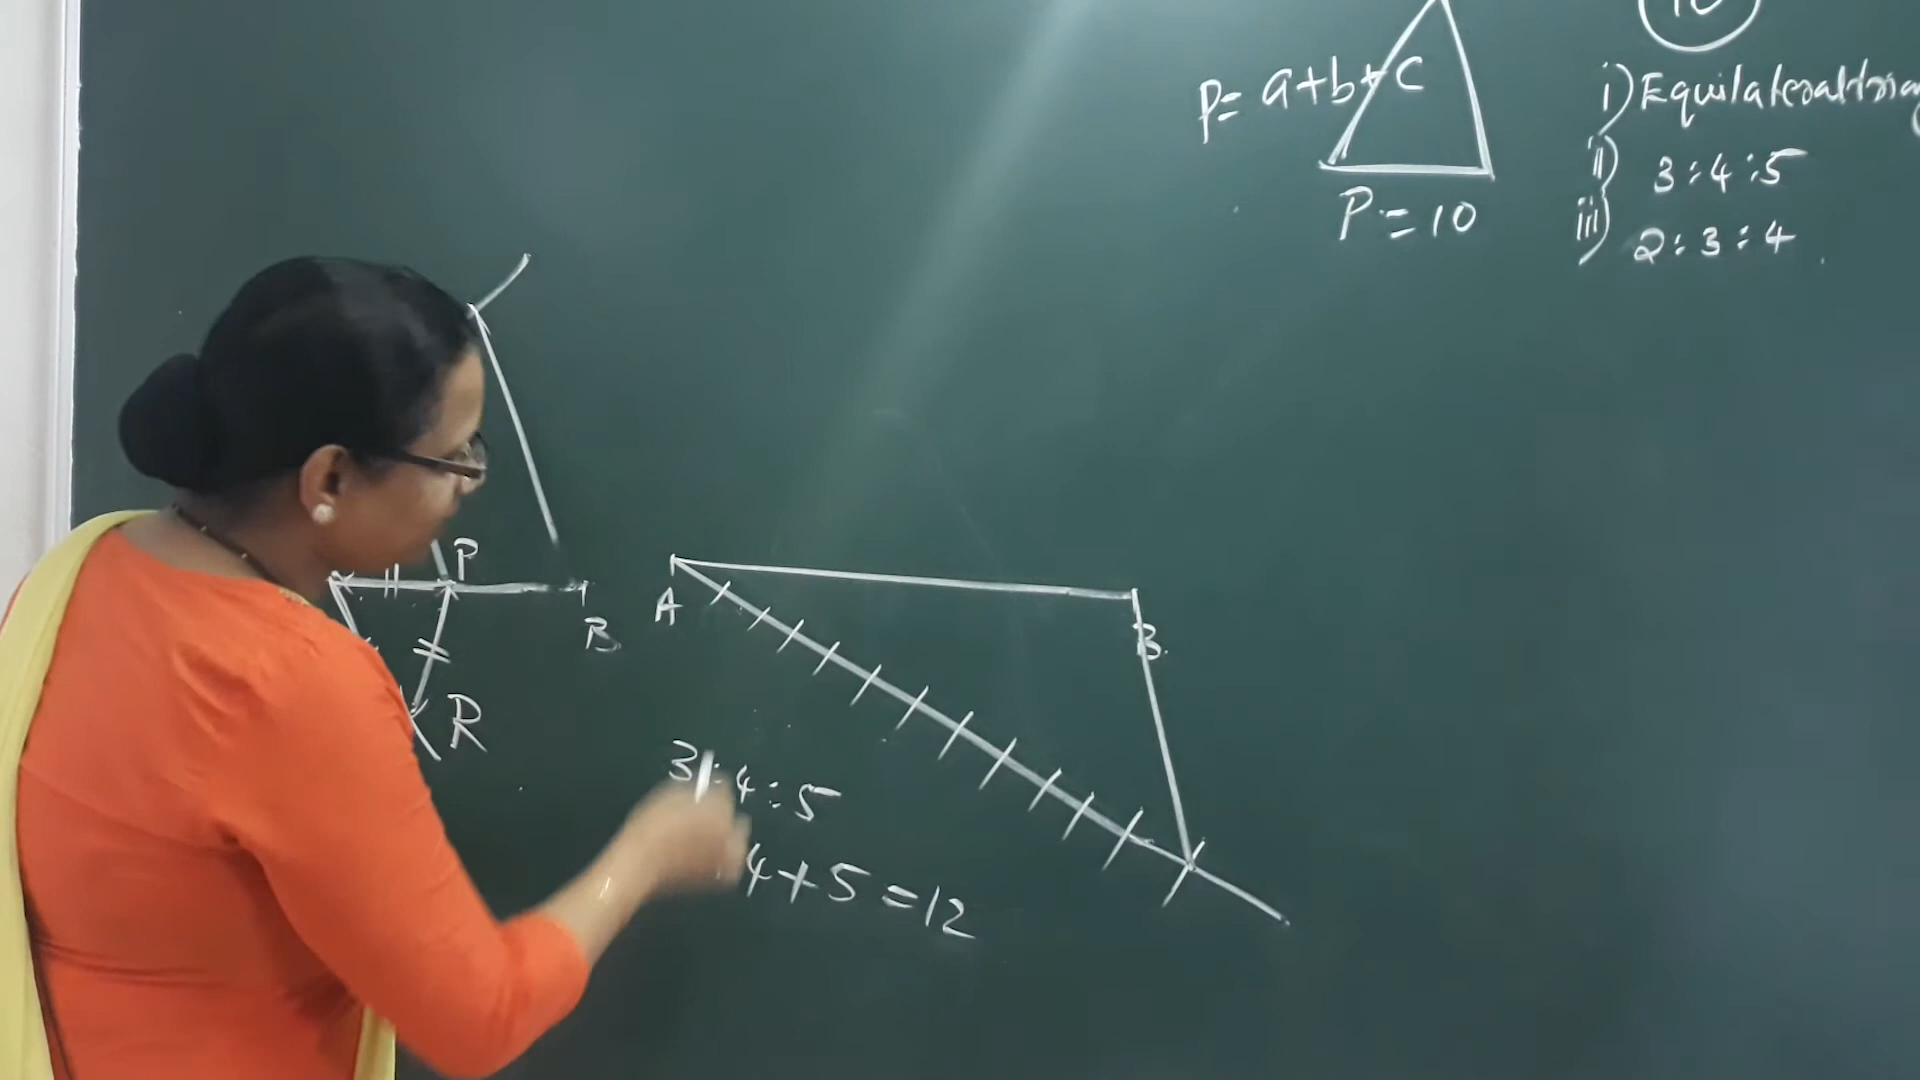 P= a+b+c
P=10
i) Equilateral
ii) 3:4:5
iii) 2:3:4
P
B
R
A
B
3:4:5
4+5=12